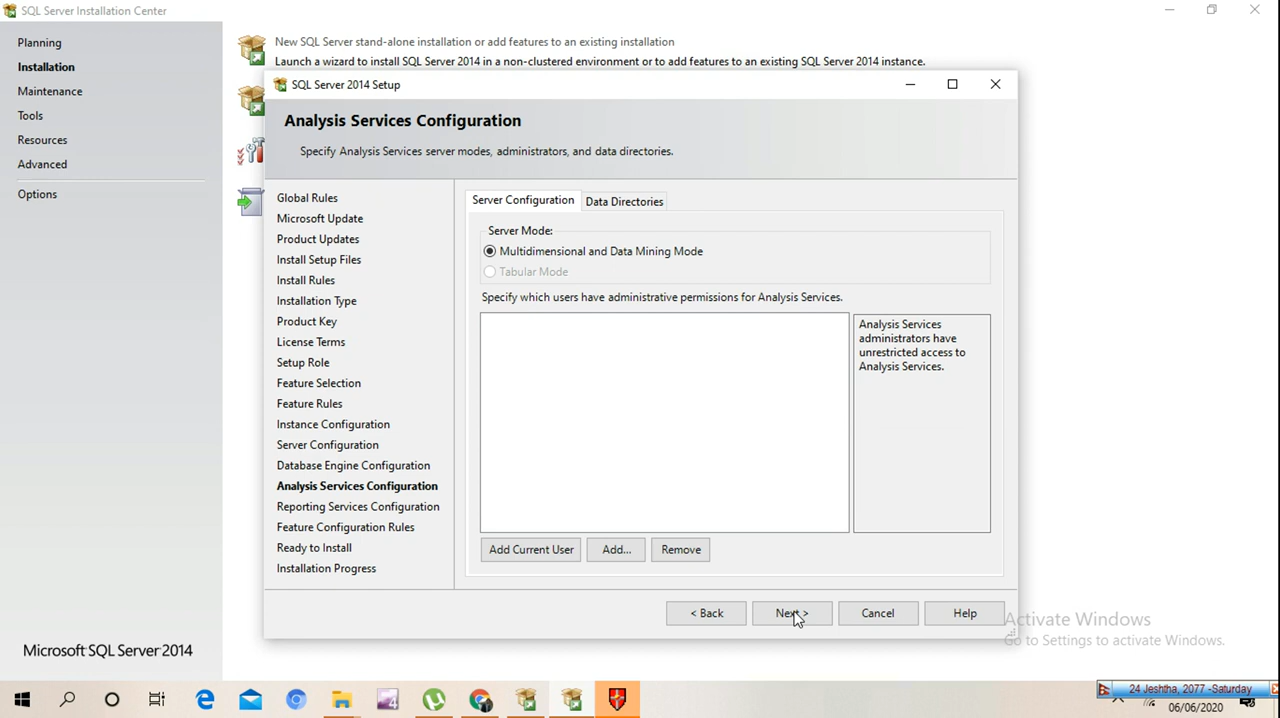 SQL Server Installation Center
Planning
Installation
Maintenance
Tools
Resources
Advanced
Options
Microsoft SQL Server 2014
New SQL Server stand-alone installation or add features to an existing installation
Launch a wizard to install SQL Server 2014 in a non-clustered environment or to add features to an existing SQL Server 2014 instance.
SQL Server 2014 Setup
Analysis Services Configuration
Specify Analysis Services server modes, administrators, and data directories.
Global Rules
Microsoft Update
Product Updates
Install Setup Files
Install Rules
Installation Type
Product Key
License Terms
Setup Role
Feature Selection
Feature Rules
Instance Configuration
Server Configuration
Database Engine Configuration
Analysis Services Configuration
Reporting Services Configuration
Feature Configuration Rules
Ready to Install
Installation Progress
Server Configuration
Data Directories
Server Mode:
Multidimensional and Data Mining Mode
Tabular Mode
Specify which users have administrative permissions for Analysis Services.
Analysis Services
administrators have
unrestricted access to
Analysis Services.
Add Current User
Add...
Remove
< Back
Next >
Cancel
Help
Activate Windows
Go to Settings to activate Windows.
24 Jeshtha, 2077 -Saturday
06/06/2020